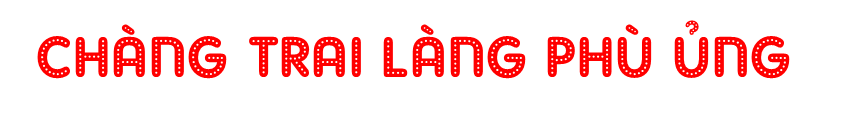 CHÀNG TRAI LÀNG PHÙ ỦNG